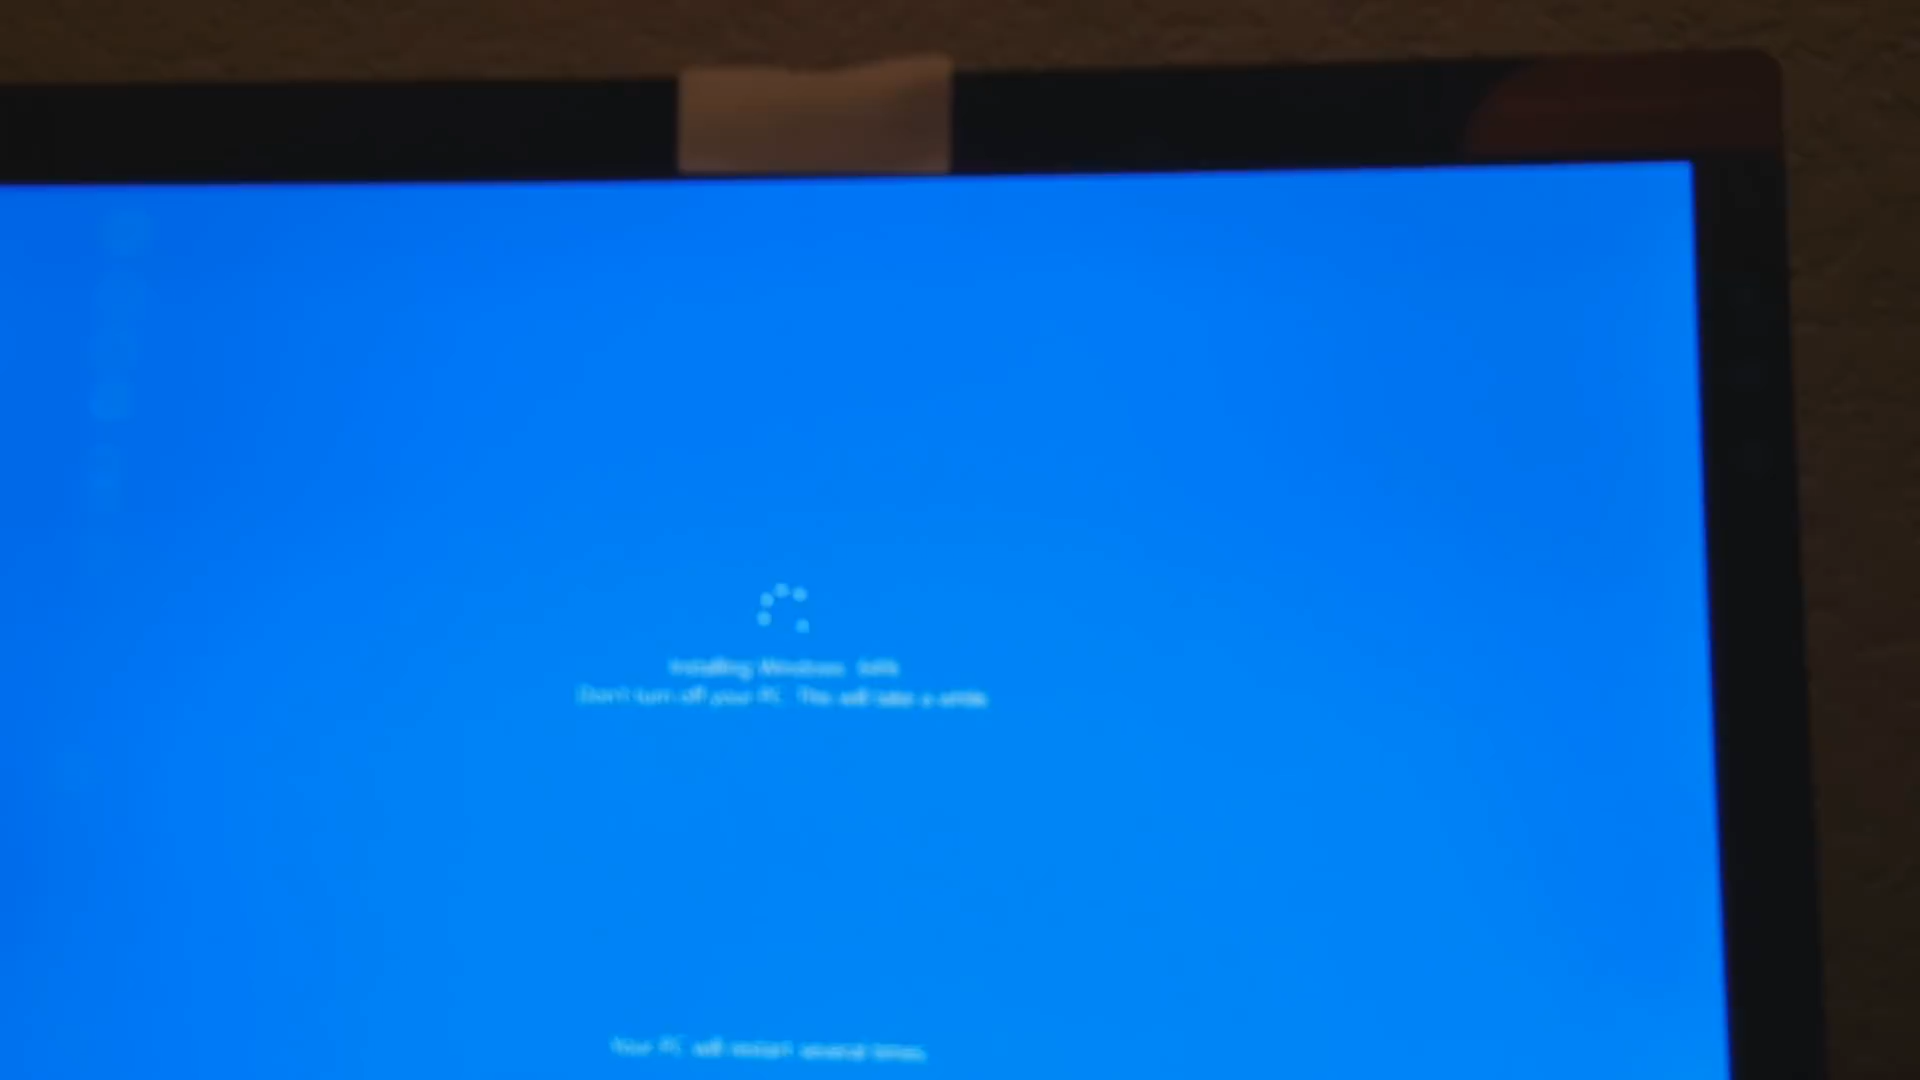 Installing Windows
Don't turn off your PC. This will take a while
Your PC will restart several times.